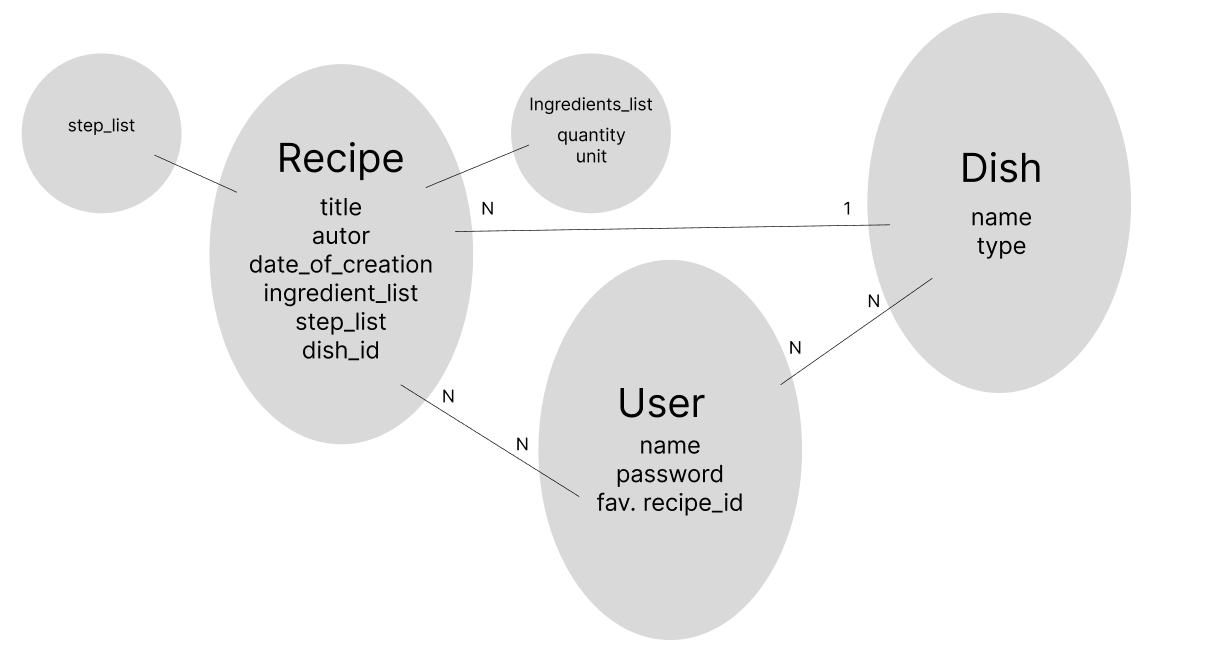 step_list
Recipe
title
autor
date_of_creation
ingredient_list
step_list
dish_id
Ingredients_list
quantity
unit
N
1
Dish
name
type
N
N
N
N
User
name
password
fav. recipe_id